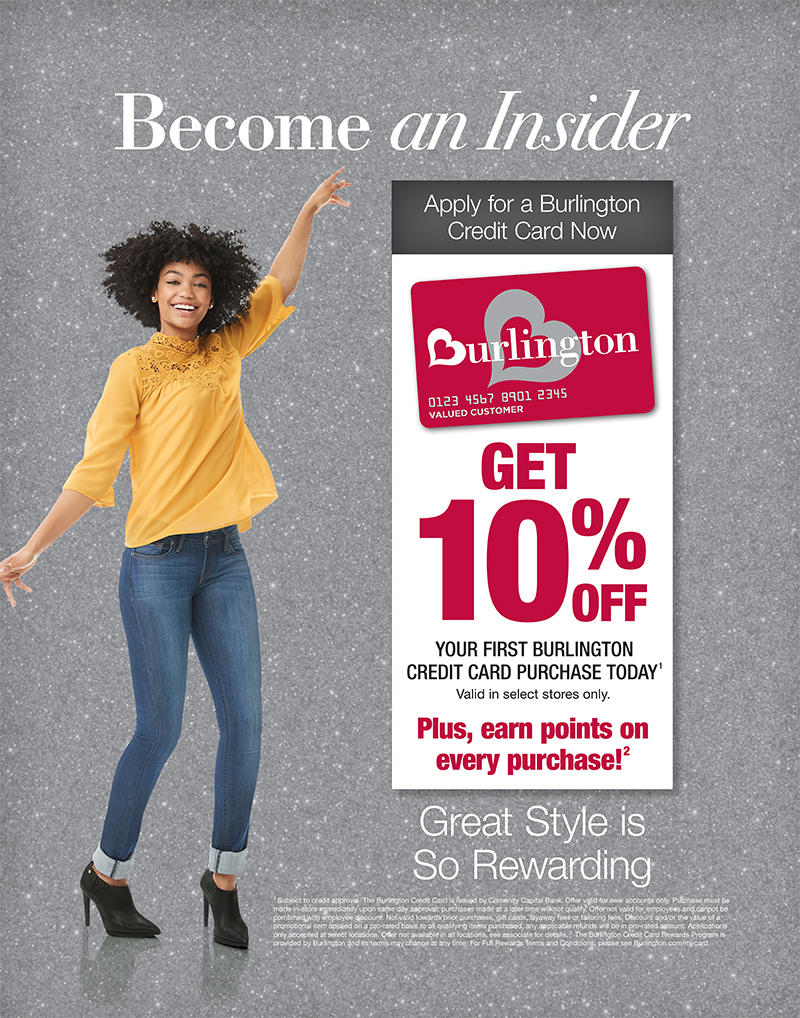 Become an Insider
Apply for a Burlington
Credit Card Now
Burlington
0123 4567 8901 2345
VALUED CUSTOMER
GET
10%
OFF
YOUR FIRST BURLINGTON
CREDIT CARD PURCHASE TODAY¹
Valid in select stores only.
Plus, earn points on
every purchase!²
Great Style is
So Rewarding
¹ Subject to credit approval. The Burlington Credit Card is issued by Comenity Capital Bank. Offer valid for new accounts only. Purchase must be
made in-store immediately upon same day approval; purchases made at a later time will not qualify. Offer not valid for employees and cannot be
combined with employee discount. Not valid towards prior purchases, gift cards, layaway fees or tailoring fees. Discount and/or the value of a
promotional item applied on a pro-rated basis to all qualifying items purchased, any applicable refunds will be in pro-rated amount. Applications
only accepted at select locations. Offer not available in all locations, see associate for details. ² The Burlington Credit Card Rewards Program is
provided by Burlington and its terms may change at any time. For Full Rewards Terms and Conditions, please see Burlington.com/mycard.